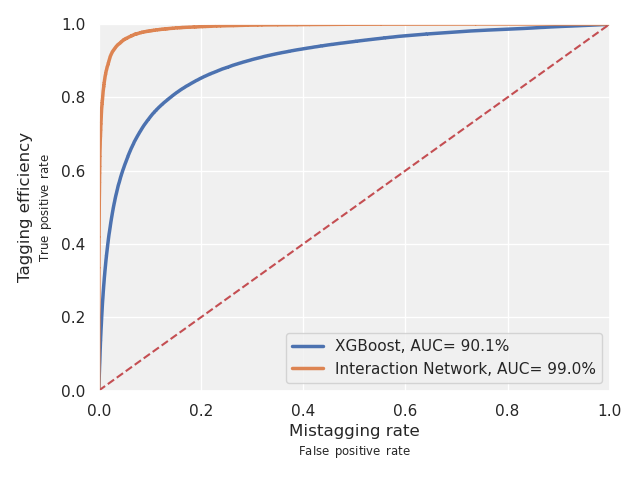 1.0
0.8
0.6
0.4
0.2
0.0
Tagging efficiency
True positive rate
XGBoost, AUC= 90.1%
Interaction Network, AUC= 99.0%
0.0 0.2 0.4 0.6 0.8 1.0
Mistagging rate
False positive rate